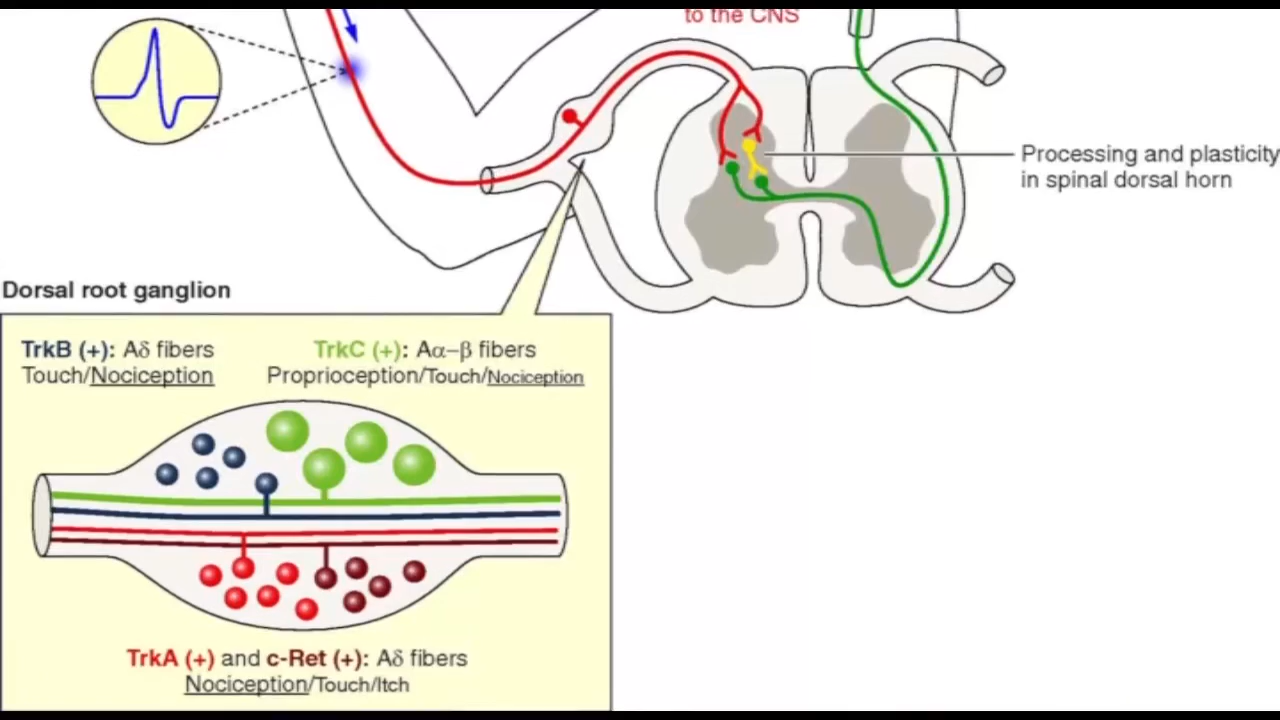 to the CNS
Processing and plasticity
in spinal dorsal horn
Dorsal root ganglion
TrkB (+): Aδ fibers
Touch/Nociception
TrkC (+): Aα–β fibers
Proprioception/Touch/Nociception
TrkA (+) and c-Ret (+): Aδ fibers
Nociception/Touch/Itch